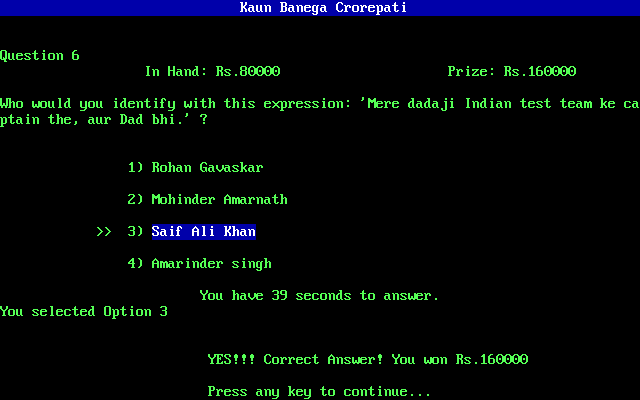 Kaun Banega Crorepati
Question 6
In Hand: Rs.80000 Prize: Rs.160000
Who would you identify with this expression: 'Mere dadaji Indian test team ke ca
ptain the, aur Dad bhi.' ?
1) Rohan Gavaskar
2) Mohinder Amarnath
>> 3) Saif Ali Khan
4) Amarinder singh
You have 39 seconds to answer.
You selected Option 3
YES!!! Correct Answer! You won Rs.160000
Press any key to continue...